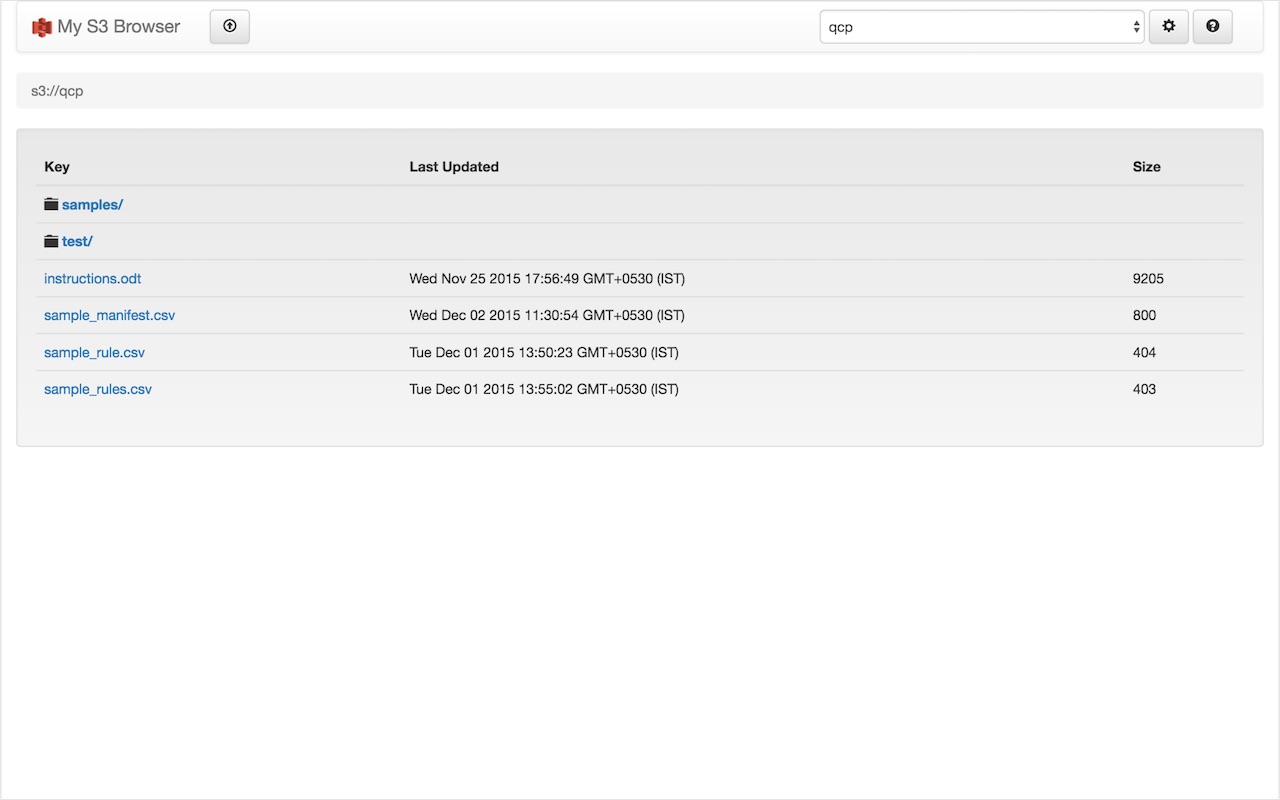 My S3 Browser qcp
s3://qcp
Key Last Updated Size
samples/
test/
instructions.odt Wed Nov 25 2015 17:56:49 GMT+0530 (IST) 9205
sample_manifest.csv Wed Dec 02 2015 11:30:54 GMT+0530 (IST) 800
sample_rule.csv Tue Dec 01 2015 13:50:23 GMT+0530 (IST) 404
sample_rules.csv Tue Dec 01 2015 13:55:02 GMT+0530 (IST) 403